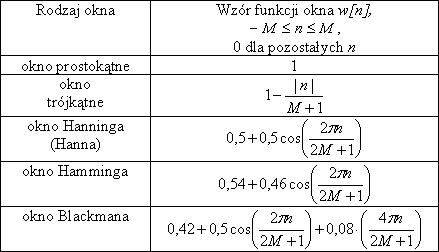 Rodzaj okna
Wzór funkcji okna w[n],
− M ≤ n ≤ M ,
0 dla pozostałych n
okno prostokątne
1
okno
trójkątne
1 − |n| / (M + 1)
okno Hanninga
(Hanna)
0,5 + 0,5 cos(2πn / (2M + 1))
okno Hamminga
0,54 + 0,46 cos(2πn / (2M + 1))
okno Blackmana
0,42 + 0,5 cos(2πn / (2M + 1)) + 0,08 · (4πn / (2M + 1))